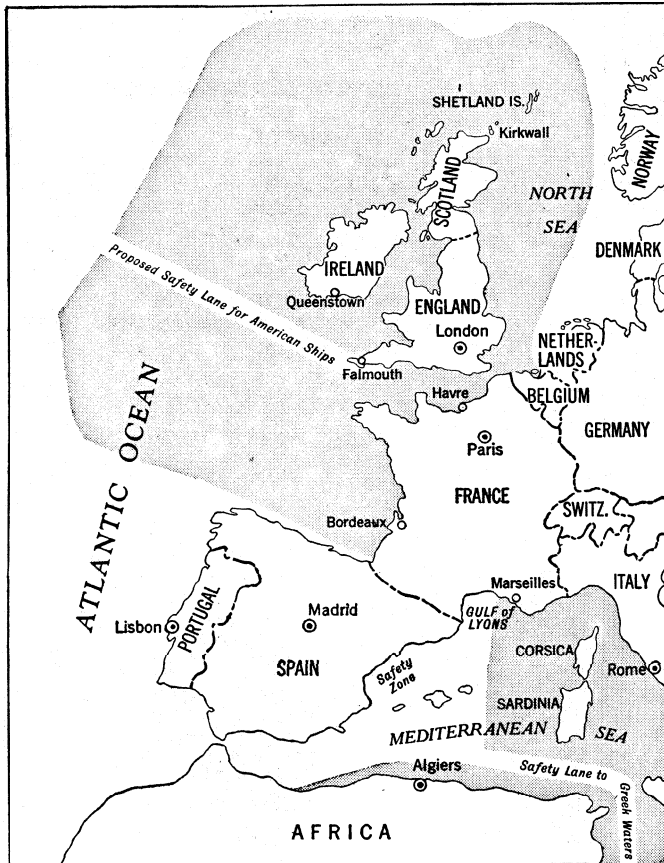 SHETLAND IS.
Kirkwall
NORWAY
SCOTLAND
NORTH
SEA
DENMARK
Proposed Safety Lane for American Ships
IRELAND
Queenstown
ENGLAND
London
NETHER-
LANDS
Falmouth
Havre
BELGIUM
GERMANY
Paris
ATLANTIC OCEAN
FRANCE
SWITZ.
Bordeaux
ITALY
Marseilles
GULF of
LYONS
PORTUGAL
Lisbon
Madrid
CORSICA
Rome
SPAIN
Safety
Zone
SARDINIA
MEDITERRANEAN SEA
Algiers
Safety Lane to
Greek Waters
AFRICA